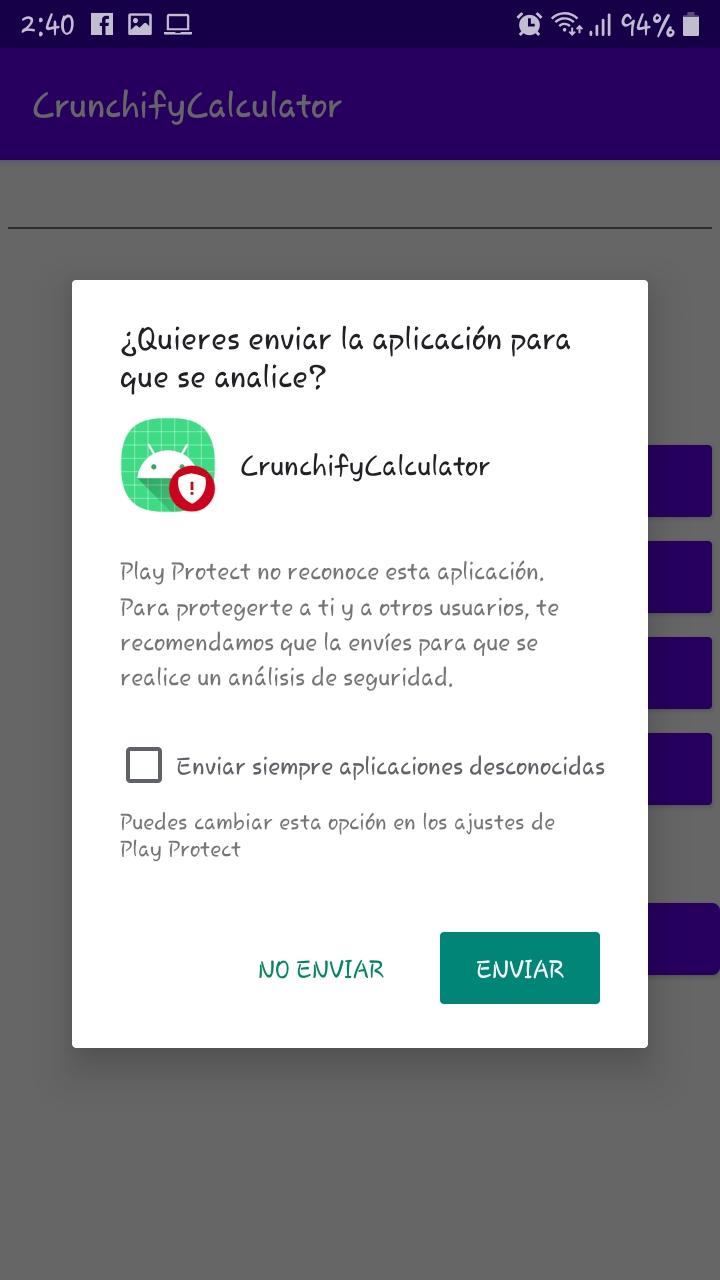 2:40
94%
CrunchifyCalculator
¿Quieres enviar la aplicación para
que se analice?
CrunchifyCalculator
Play Protect no reconoce esta aplicación.
Para protegerte a ti y a otros usuarios, te
recomendamos que la envíes para que se
realice un análisis de seguridad.
Enviar siempre aplicaciones desconocidas
Puedes cambiar esta opción en los ajustes de
Play Protect
NO ENVIAR
ENVIAR